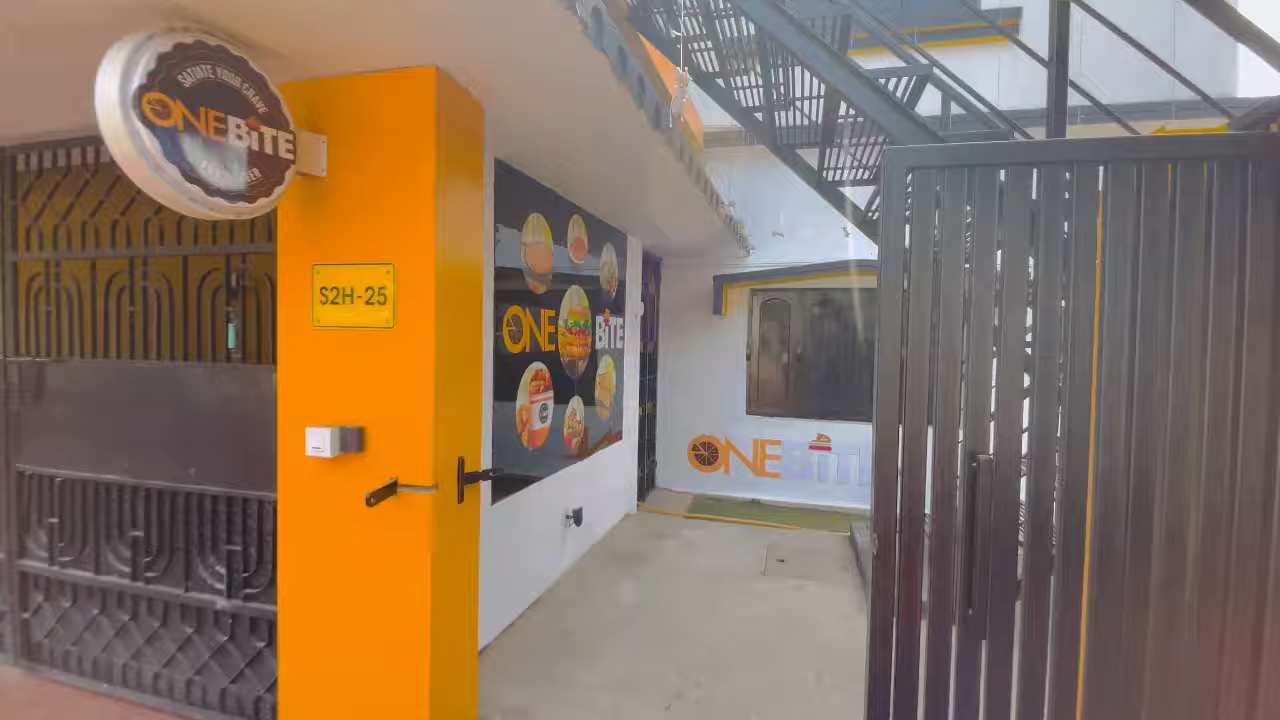 SATIATE YOUR CRAVE
ONEBITE
S2H-25
ONE BITE
ONEBITE